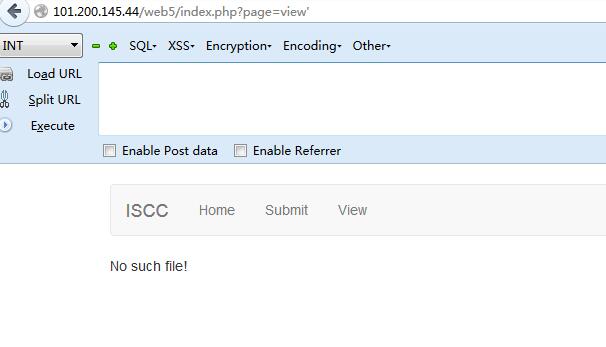 101.200.145.44/web5/index.php?page=view'
INT SQL- XSS- Encryption- Encoding- Other-
Load URL
Split URL
Execute
Enable Post data Enable Referrer
ISCC Home Submit View
No such file!